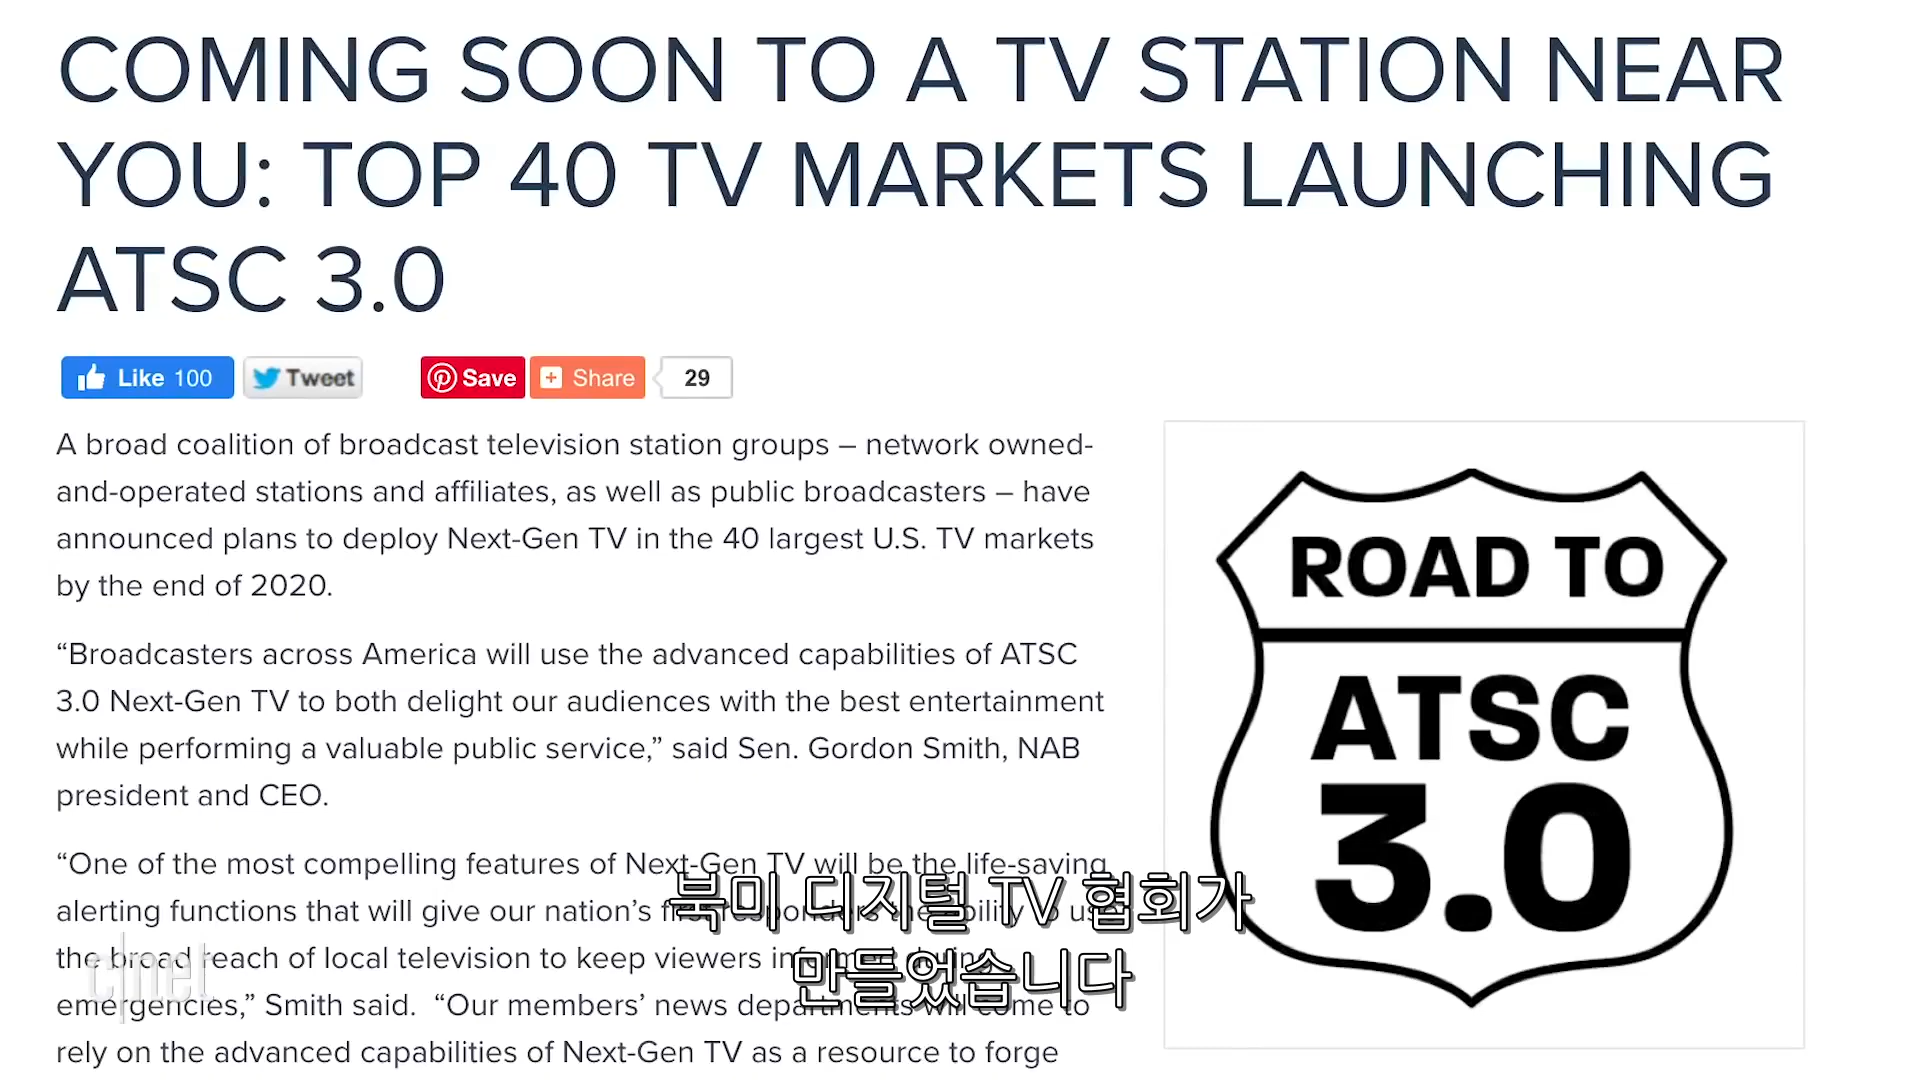 COMING SOON TO A TV STATION NEAR
YOU: TOP 40 TV MARKETS LAUNCHING
ATSC 3.0
Like 100
Tweet
Save
Share
29
A broad coalition of broadcast television station groups – network owned-
and-operated stations and affiliates, as well as public broadcasters – have
announced plans to deploy Next-Gen TV in the 40 largest U.S. TV markets
by the end of 2020.
“Broadcasters across America will use the advanced capabilities of ATSC
3.0 Next-Gen TV to both delight our audiences with the best entertainment
while performing a valuable public service,” said Sen. Gordon Smith, NAB
president and CEO.
“One of the most compelling features of Next-Gen TV will be the life-saving
alerting functions that will give our nation’s
the broad reach of local television to keep viewers
emergencies,” Smith said. “Our members’ news departments will come to
rely on the advanced capabilities of Next-Gen TV as a resource to forge
ROAD TO
ATSC
3.0
북미 디지털 TV 협회가
만들었습니다
c|net